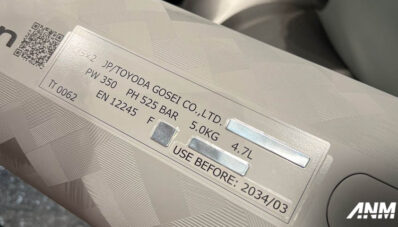 n
JP/TOYODA GOSEI CO.,LTD.
PW 350 PH 525 BAR 5.0KG 4.7L
TT 0062 EN 12245 F
USE BEFORE: 2034/03
ANM